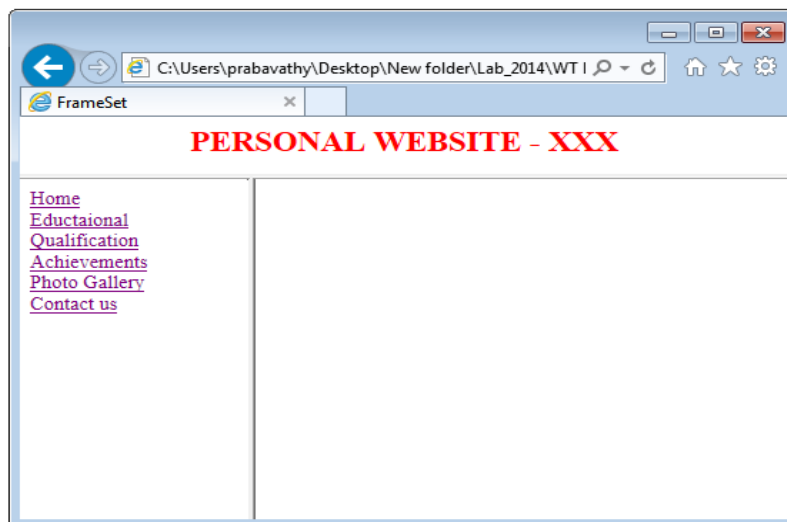 C:\Users\prabavathy\Desktop\New folder\Lab_2014\WT I
FrameSet
PERSONAL WEBSITE - XXX
Home
Eductaional
Qualification
Achievements
Photo Gallery
Contact us